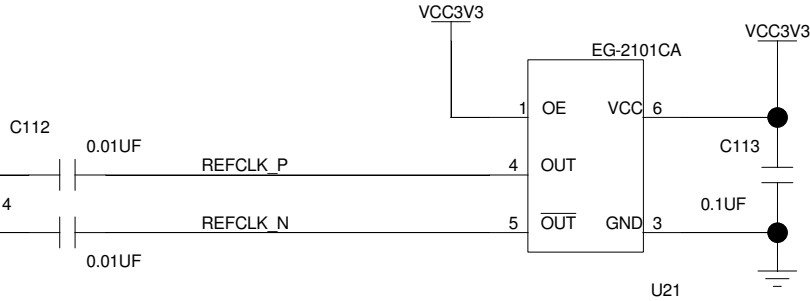 VCC3V3
VCC3V3
EG-2101CA
1 OE VCC 6
C112
0.01UF
C113
REFCLK_P 4 OUT
4
0.1UF
REFCLK_N 5 OUT GND 3
0.01UF
U21